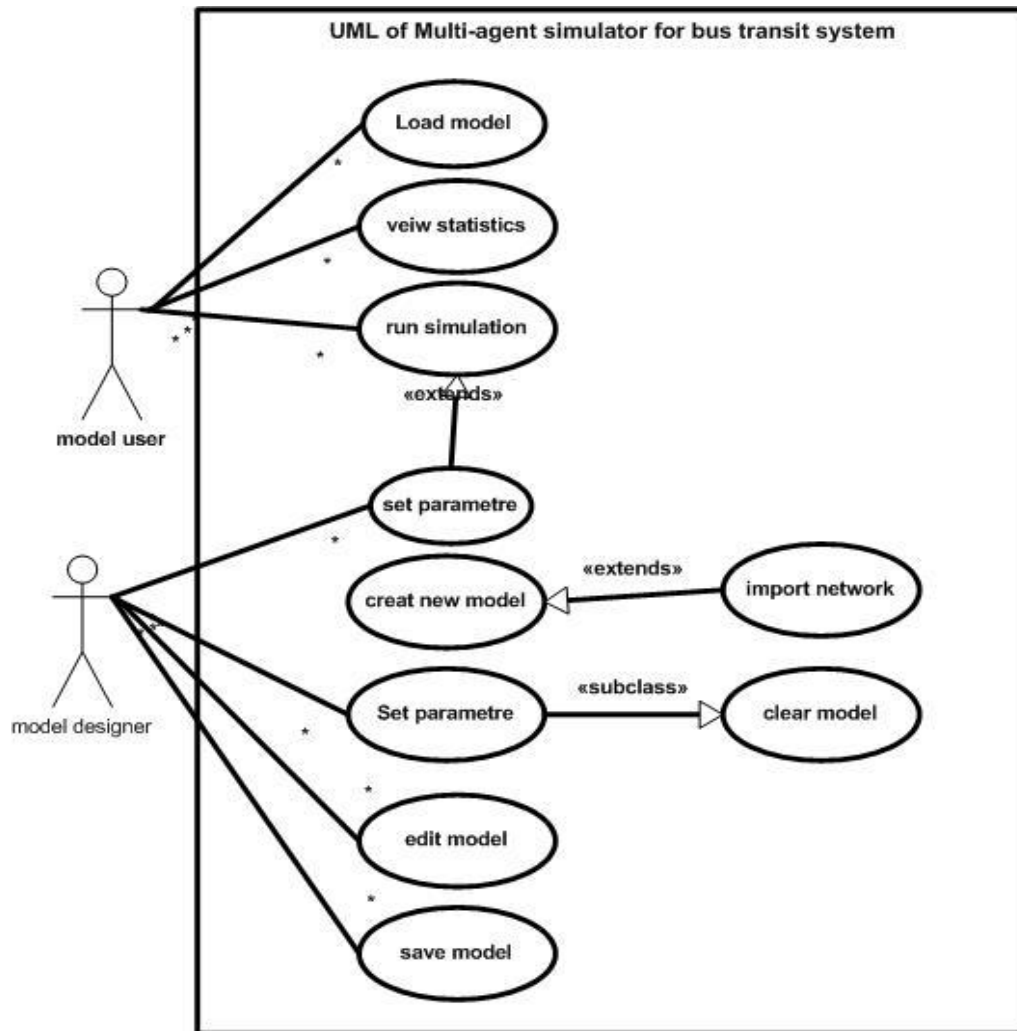 UML of Multi-agent simulator for bus transit system
Load model
*
veiw statistics
*
run simulation
* *
*
model user
«extends»
set parametre
*
creat new model
«extends»
import network
* *
model designer
Set parametre
«subclass»
clear model
*
*
edit model
*
save model